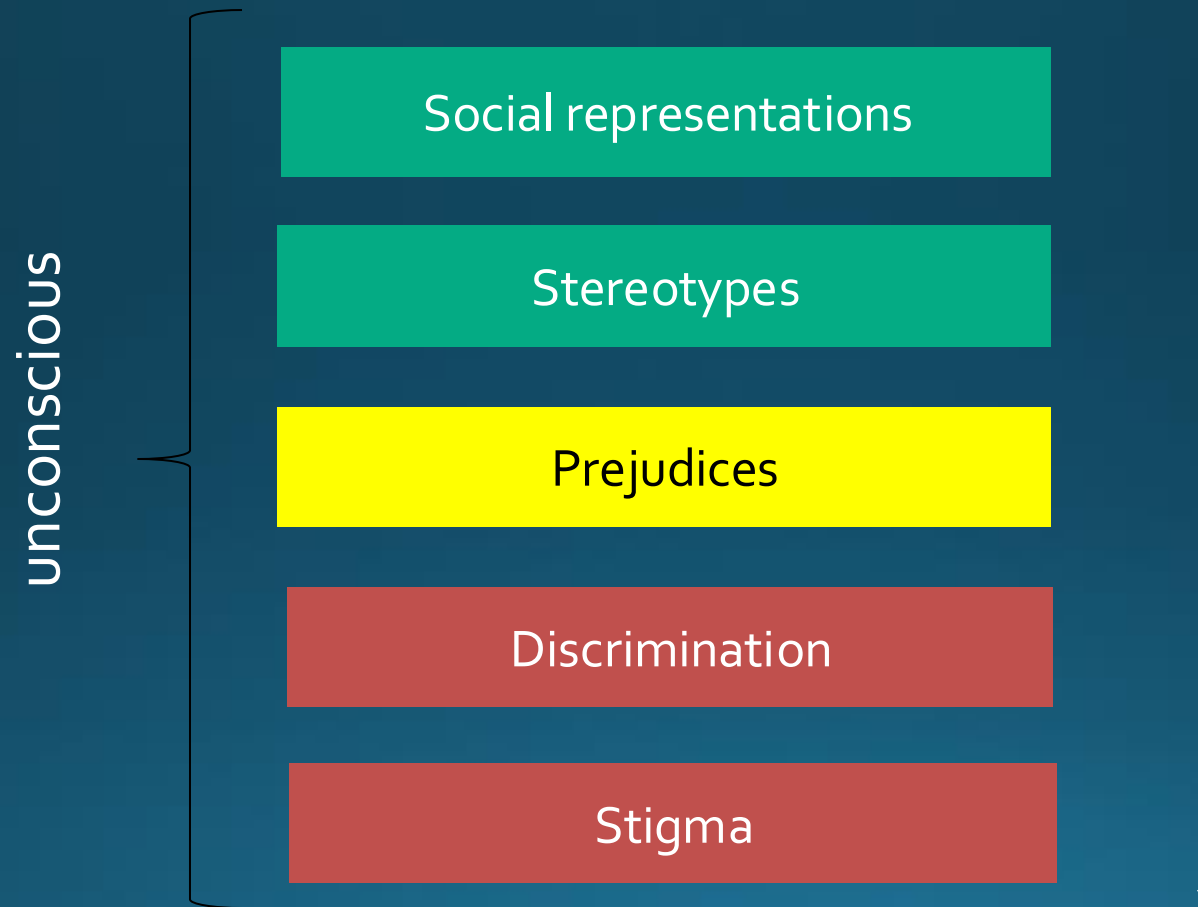 unconscious
Social representations
Stereotypes
Prejudices
Discrimination
Stigma